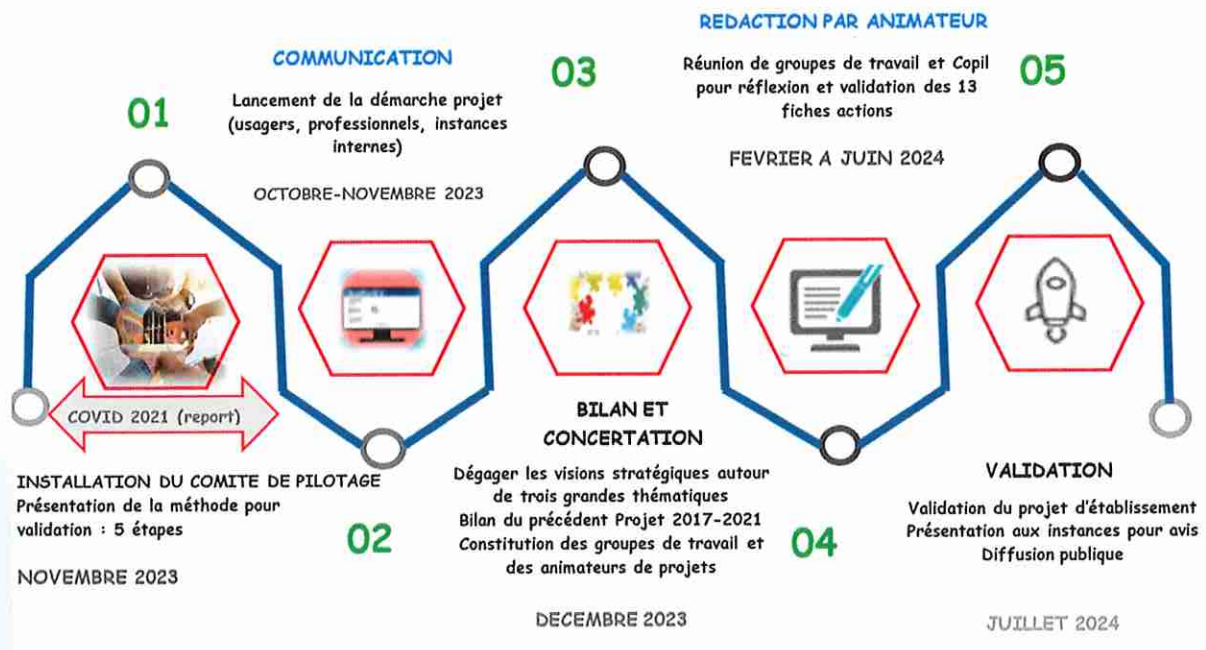 01
COVID 2021 (report)
INSTALLATION DU COMITE DE PILOTAGE
Présentation de la méthode pour
validation : 5 étapes
NOVEMBRE 2023
COMMUNICATION
Lancement de la démarche projet
(usagers, professionnels, instances
internes)
OCTOBRE-NOVEMBRE 2023
02
03
BILAN ET
CONCERTATION
Dégager les visions stratégiques autour
de trois grandes thématiques
Bilan du précédent Projet 2017-2021
Constitution des groupes de travail et
des animateurs de projets
DECEMBRE 2023
REDACTION PAR ANIMATEUR
Réunion de groupes de travail et Copil
pour réflexion et validation des 13
fiches actions
FEVRIER A JUIN 2024
04
05
VALIDATION
Validation du projet d'établissement
Présentation aux instances pour avis
Diffusion publique
JUILLET 2024